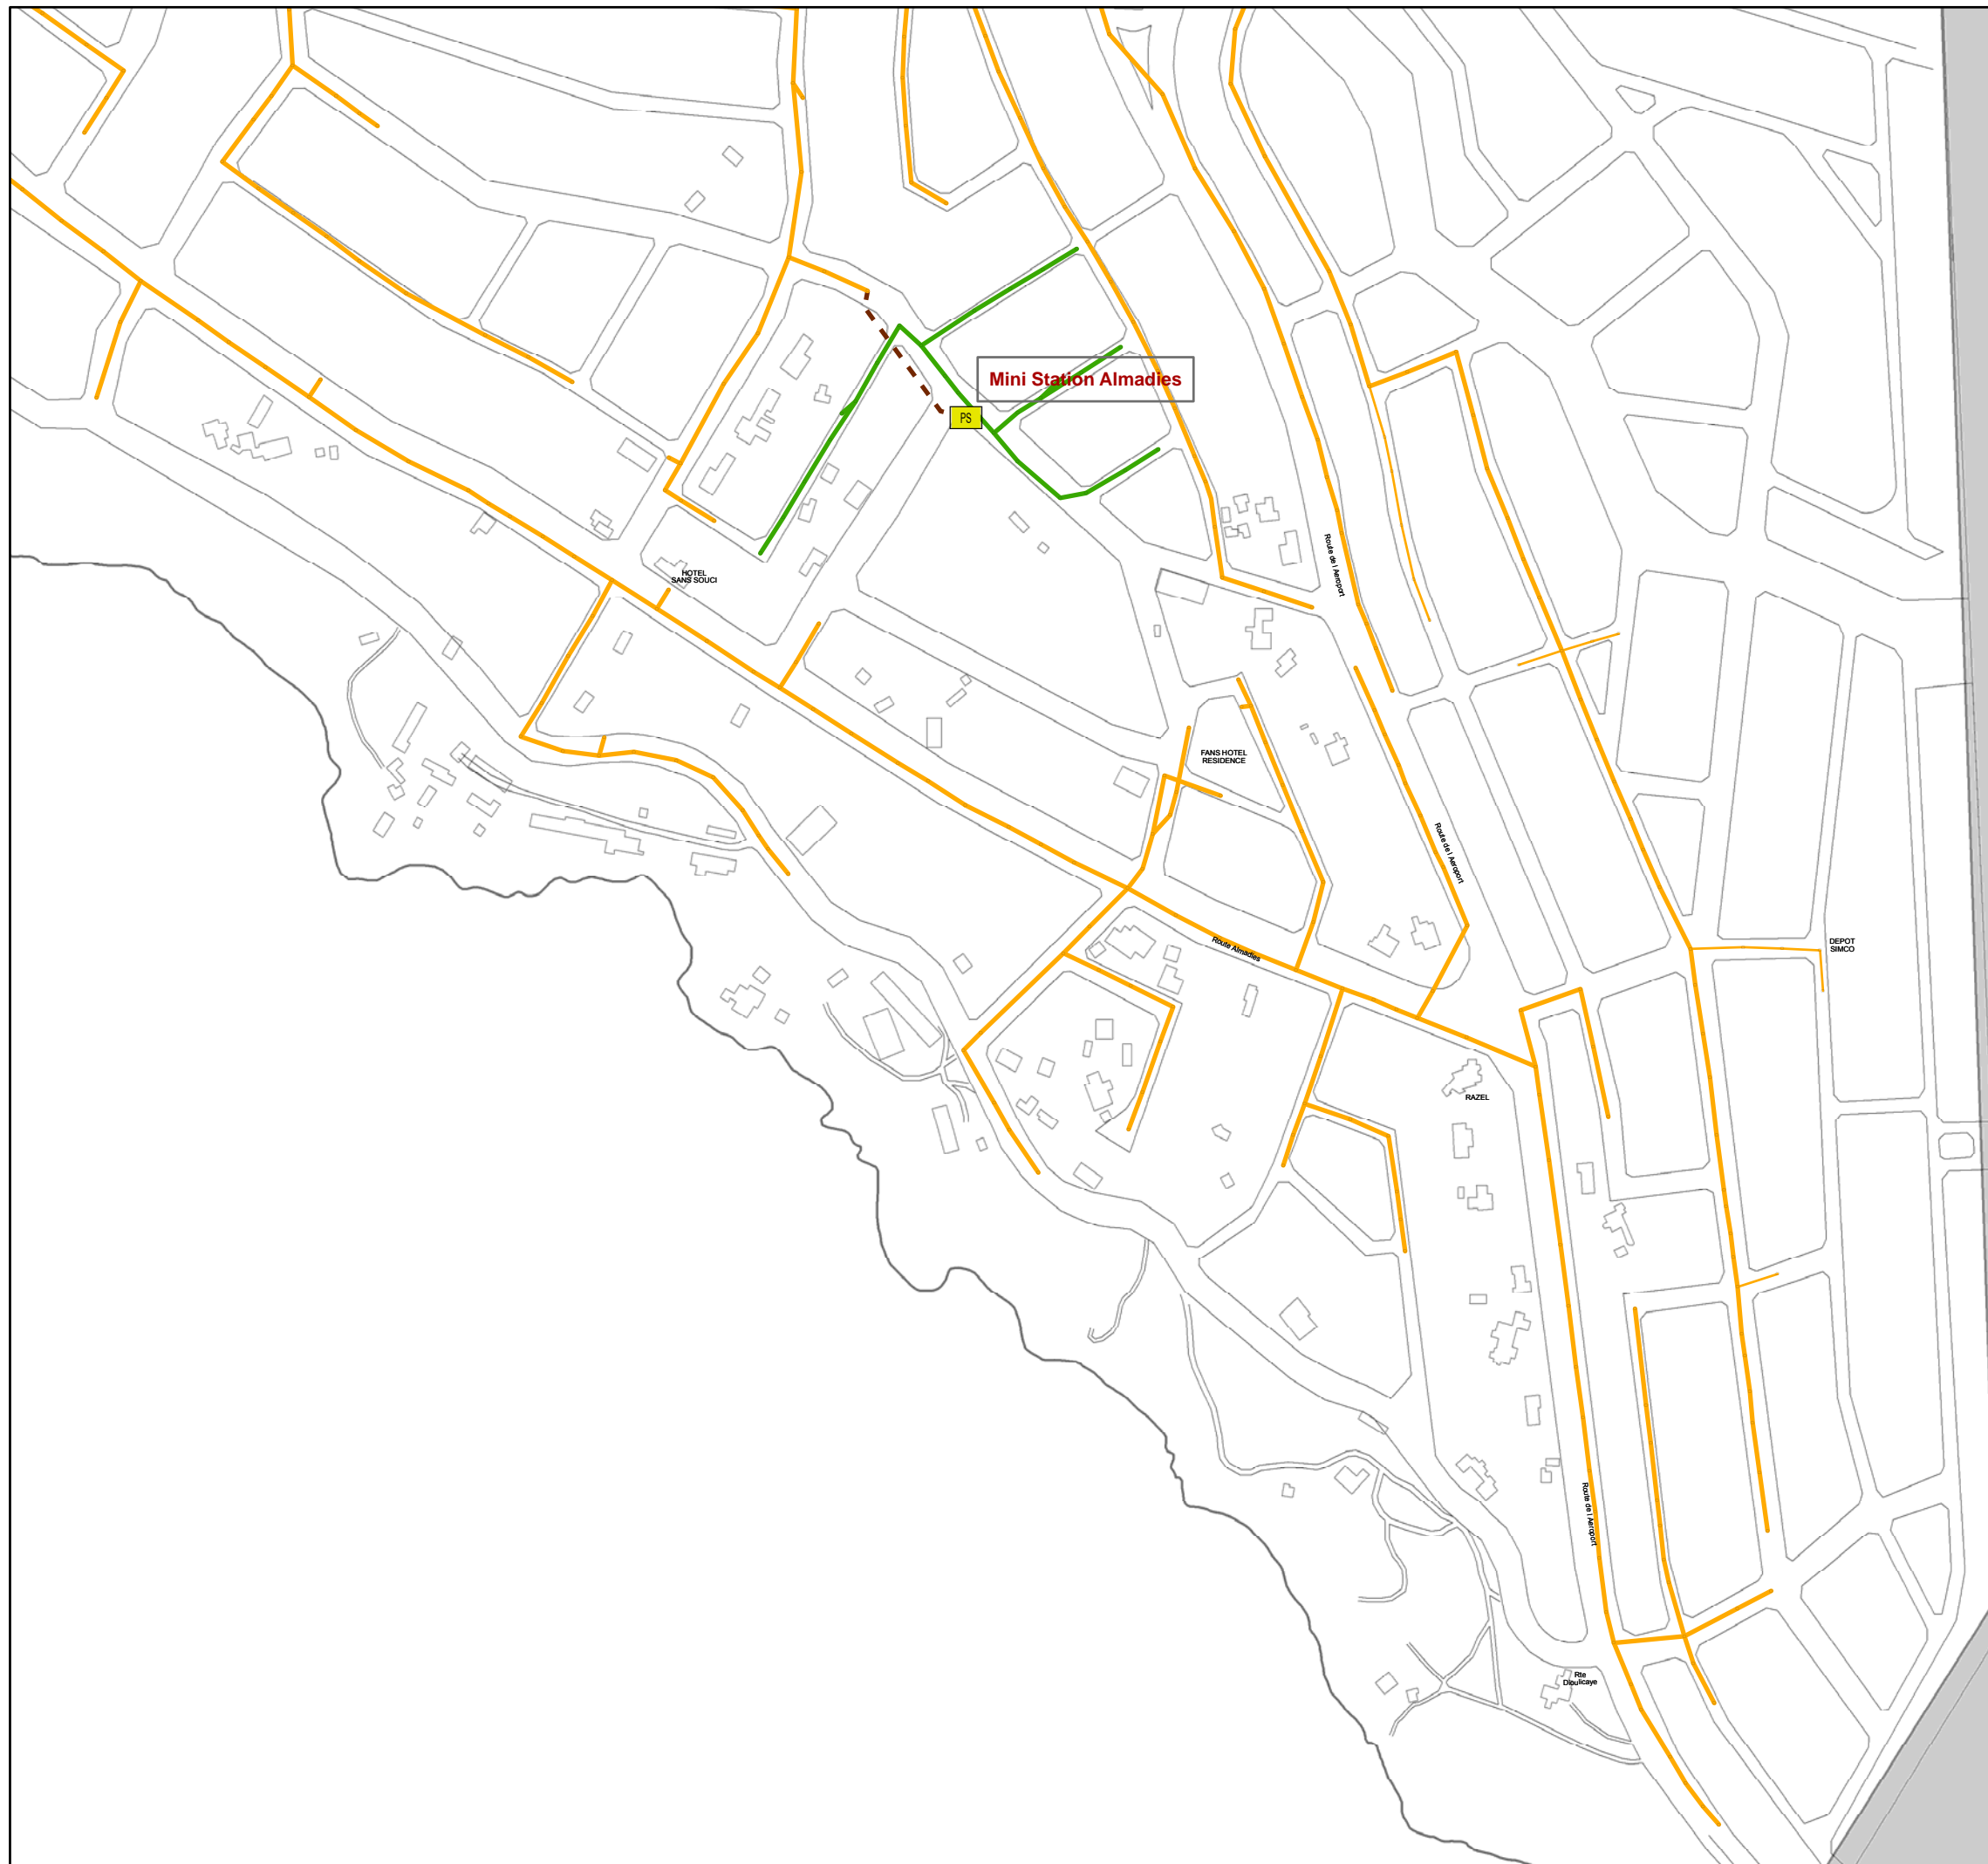 Mini Station Almadies
PS
Route de l Aeroport
HOTEL
SANS SOUCI
FANS HOTEL
RESIDENCE
Route de l Aeroport
Route Almadies
DEPOT
SIMCO
RAZEL
Route de l Aeroport
Rte
Dioulicaye